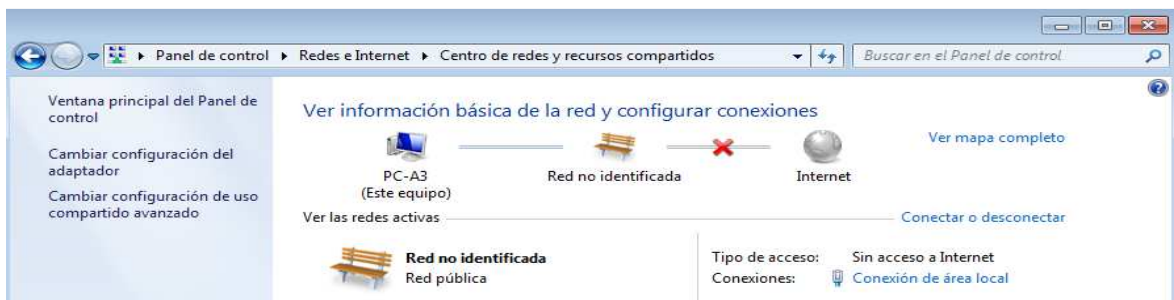 Panel de control Redes e Internet Centro de redes y recursos compartidos Buscar en el Panel de control
Ventana principal del Panel de
control
Cambiar configuración del
adaptador
Cambiar configuración de uso
compartido avanzado
Ver información básica de la red y configurar conexiones
Ver mapa completo
PC-A3 Red no identificada Internet
(Este equipo)
Ver las redes activas Conectar o desconectar
Red no identificada
Red pública
Tipo de acceso: Sin acceso a Internet
Conexiones: Conexión de área local